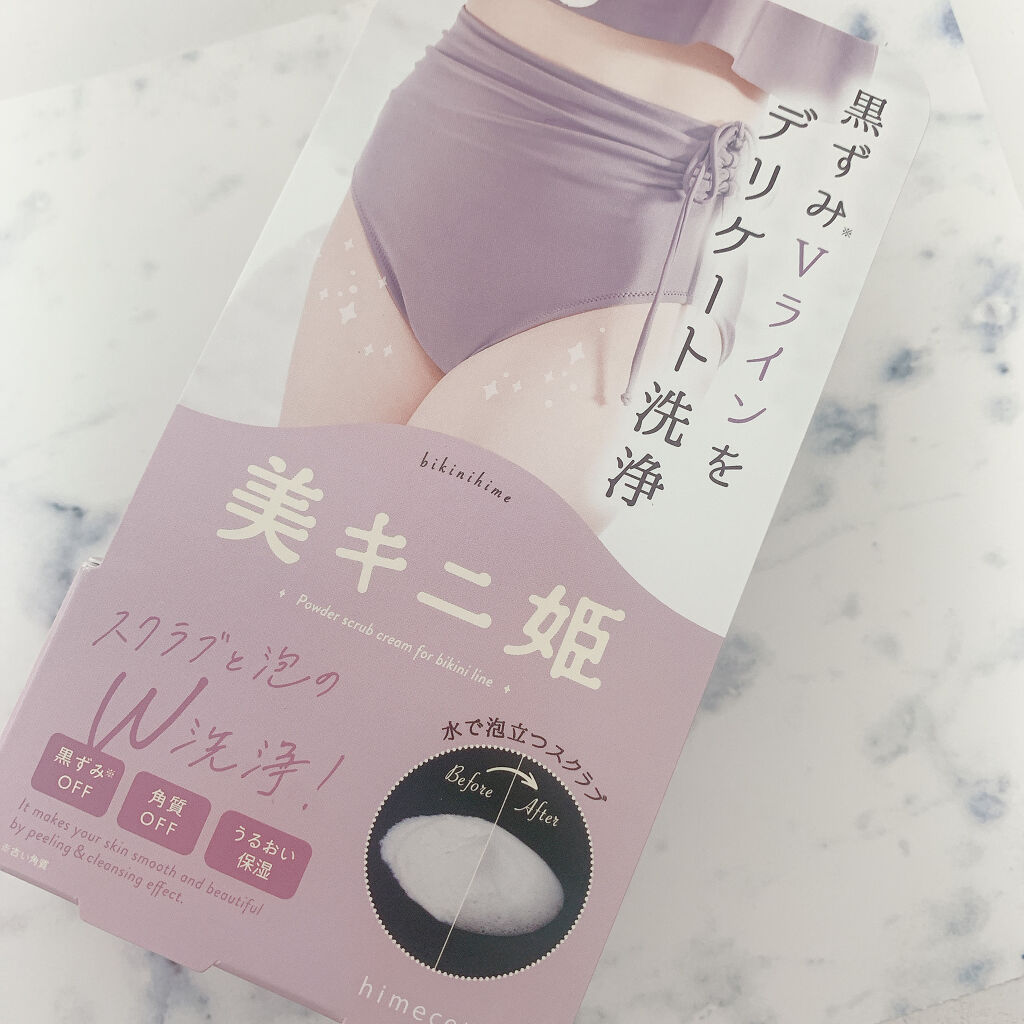 黒ずみ※Vラインを
デリケート洗浄
bikinihime
美キニ姫
Powder scrub cream for bikini line
スクラブと泡の
W洗浄!
水で泡立つスクラブ
Before
After
黒ずみ※
OFF
角質
OFF
うるおい
保湿
It makes your skin smooth and beautiful
by peeling & cleansing effect.
※古い角質